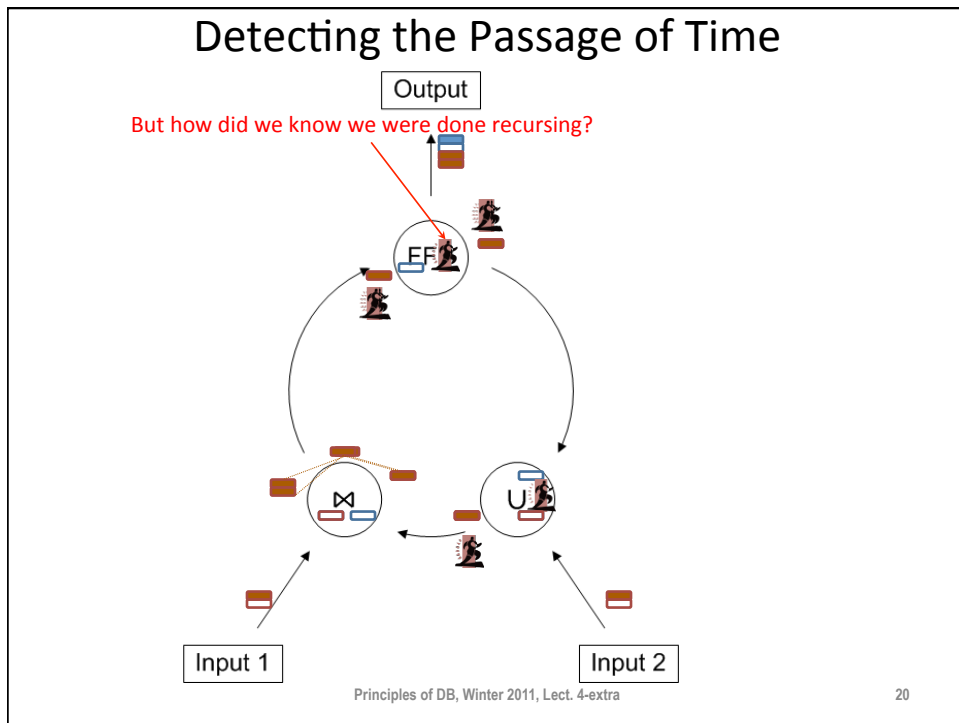 Detecting the Passage of Time
Output
But how did we know we were done recursing?
FP
⋈
U
Input 1
Input 2
Principles of DB, Winter 2011, Lect. 4-extra
20